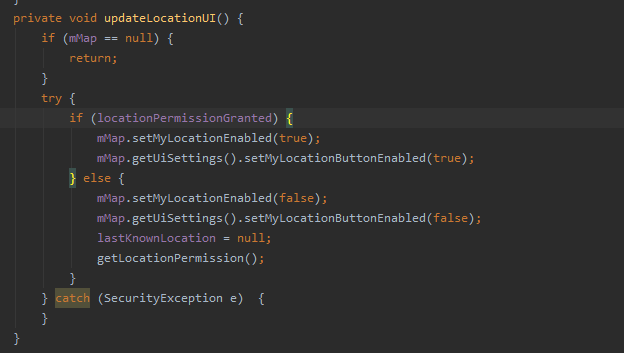 }
private void updateLocationUI() {
    if (mMap == null) {
        return;
    }
    try {
        if (locationPermissionGranted) {
            mMap.setMyLocationEnabled(true);
            mMap.getUiSettings().setMyLocationButtonEnabled(true);
        } else {
            mMap.setMyLocationEnabled(false);
            mMap.getUiSettings().setMyLocationButtonEnabled(false);
            lastKnownLocation = null;
            getLocationPermission();
        }
    } catch (SecurityException e)  {
    }
}